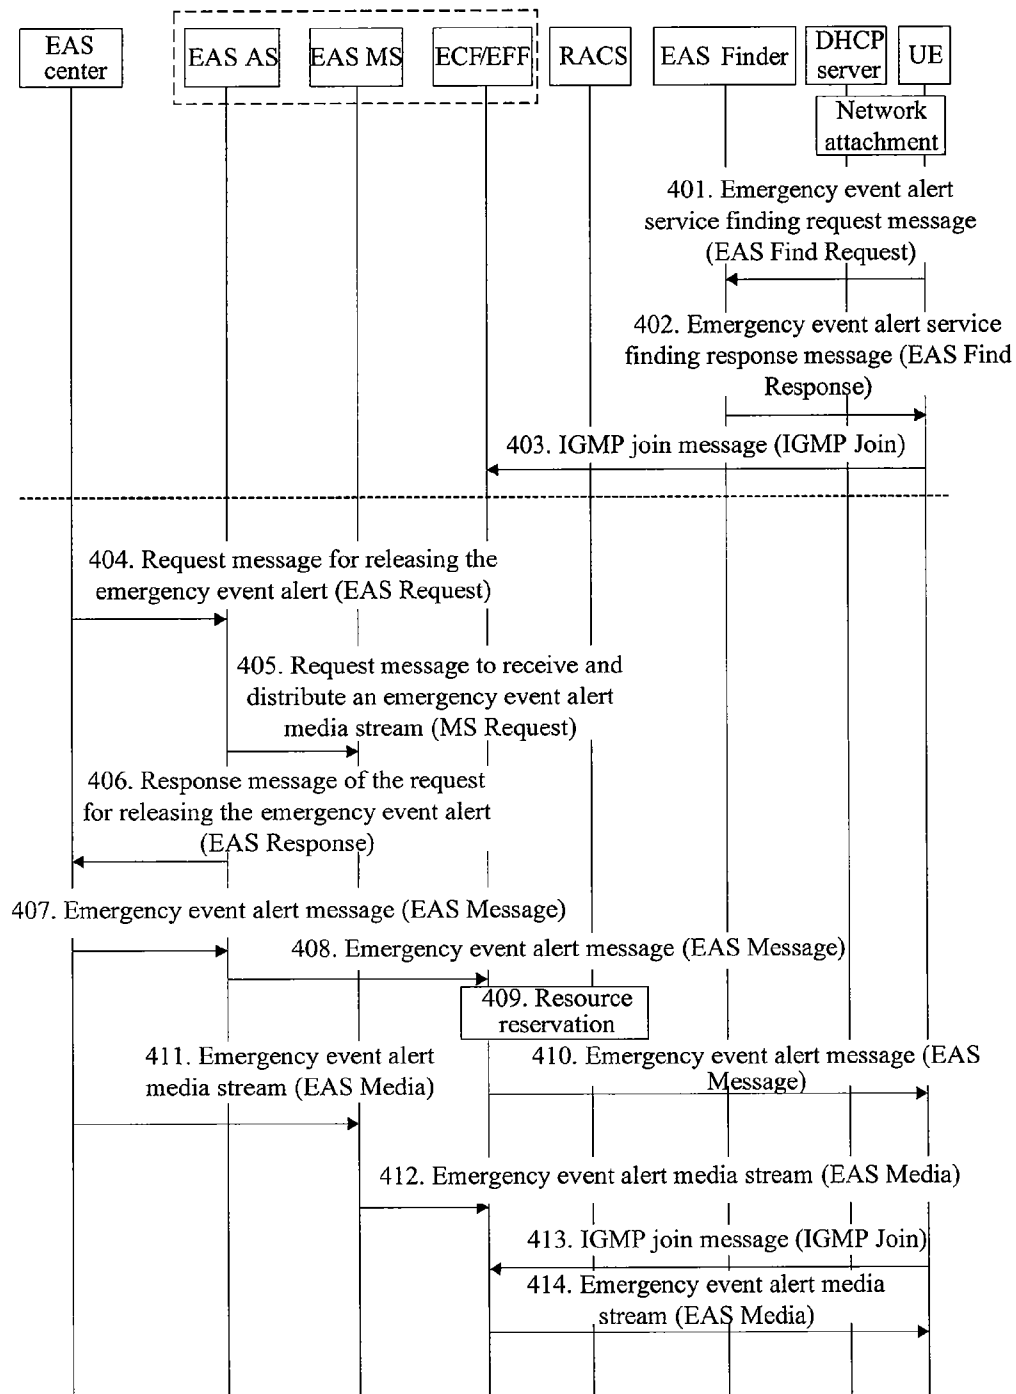 EAS center
EAS AS
EAS MS
ECF/EFF
RACS
EAS Finder
DHCP server
UE
Network
attachment
401. Emergency event alert
service finding request message
(EAS Find Request)
402. Emergency event alert service
finding response message (EAS Find
Response)
403. IGMP join message (IGMP Join)
404. Request message for releasing the
emergency event alert (EAS Request)
405. Request message to receive and
distribute an emergency event alert
media stream (MS Request)
406. Response message of the request
for releasing the emergency event alert
(EAS Response)
407. Emergency event alert message (EAS Message)
408. Emergency event alert message (EAS Message)
409. Resource
reservation
410. Emergency event alert message (EAS
Message)
411. Emergency event alert
media stream (EAS Media)
412. Emergency event alert media stream (EAS Media)
413. IGMP join message (IGMP Join)
414. Emergency event alert media
stream (EAS Media)